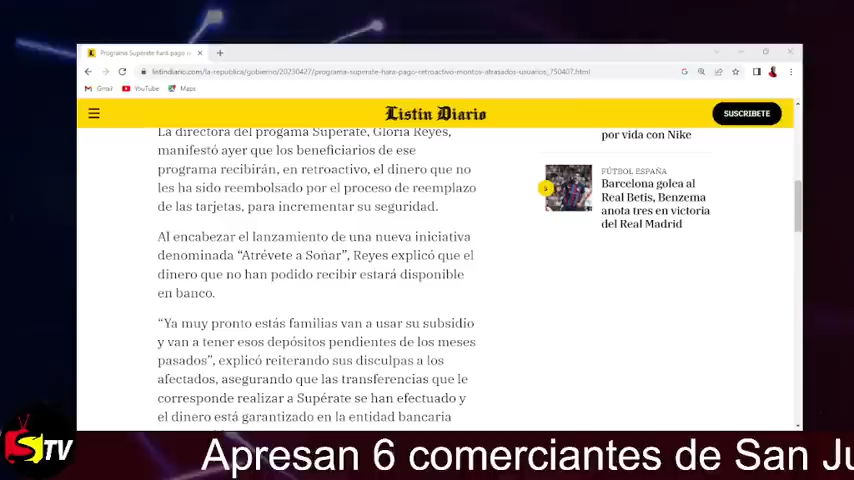 Programa Supérate hará pago r
listindiario.com/la-republica/gobierno/20230427/programa-superate-hara-pago-retroactivo-montos-atrasados-usuarios_750407.html
Gmail
YouTube
Maps
Listín Diario
SUSCRIBETE
La directora del progama Supérate, Gloria Reyes,
manifestó ayer que los beneficiarios de ese
programa recibirán, en retroactivo, el dinero que no
les ha sido reembolsado por el proceso de reemplazo
de las tarjetas, para incrementar su seguridad.
Al encabezar el lanzamiento de una nueva iniciativa
denominada “Atrévete a Soñar”, Reyes explicó que el
dinero que no han podido recibir estará disponible
en banco.
“Ya muy pronto estás familias van a usar su subsidio
y van a tener esos depósitos pendientes de los meses
pasados”, explicó reiterando sus disculpas a los
afectados, asegurando que las transferencias que le
corresponde realizar a Supérate se han efectuado y
el dinero está garantizado en la entidad bancaria
por vida con Nike
5
FÚTBOL ESPAÑA
Barcelona golea al
Real Betis, Benzema
anota tres en victoria
del Real Madrid
SJTV
Apresan 6 comerciantes de San Ju